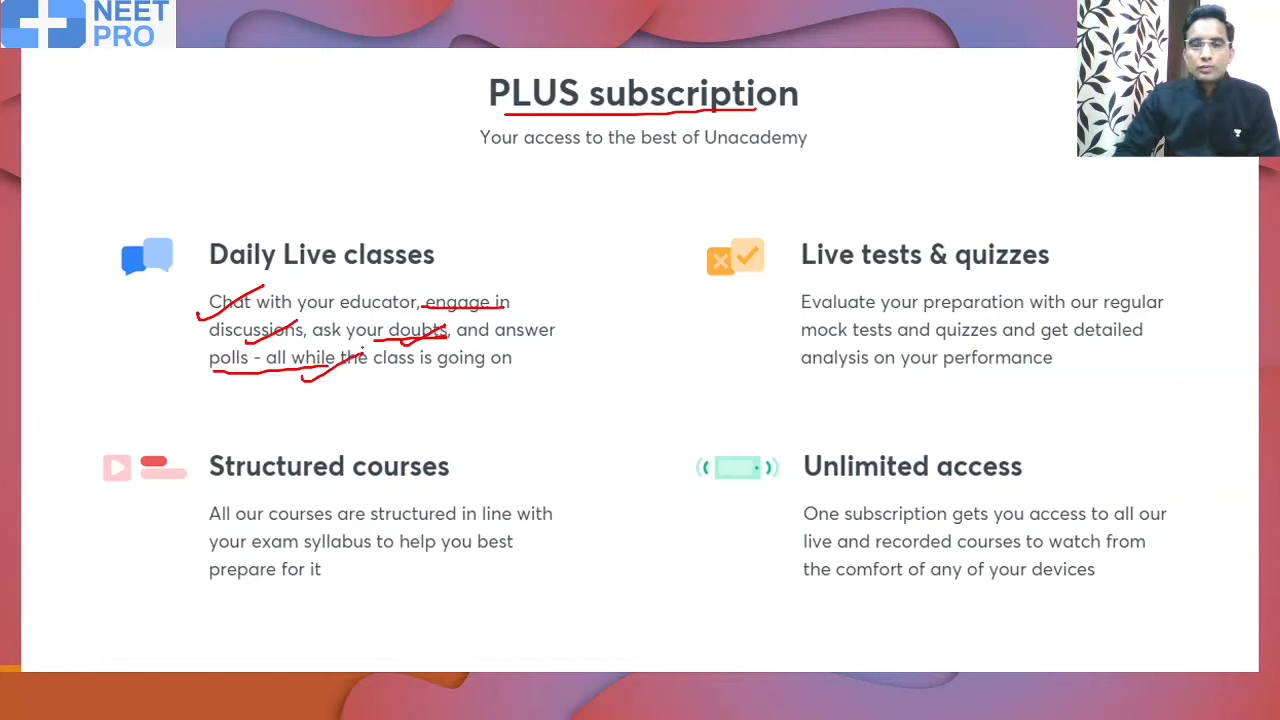 NEET
PRO
PLUS subscription
Your access to the best of Unacademy
Daily Live classes
Chat with your educator, engage in
discussions, ask your doubts, and answer
polls - all while the class is going on
Live tests & quizzes
Evaluate your preparation with our regular
mock tests and quizzes and get detailed
analysis on your performance
Structured courses
All our courses are structured in line with
your exam syllabus to help you best
prepare for it
Unlimited access
One subscription gets you access to all our
live and recorded courses to watch from
the comfort of any of your devices